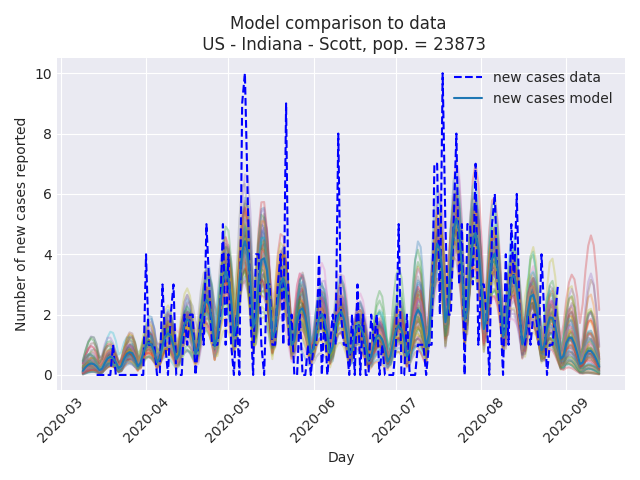 Model comparison to data
US - Indiana - Scott, pop. = 23873
new cases data
new cases model
Number of new cases reported
10
8
6
4
2
0
2020-03
2020-04
2020-05
2020-06
2020-07
2020-08
2020-09
Day